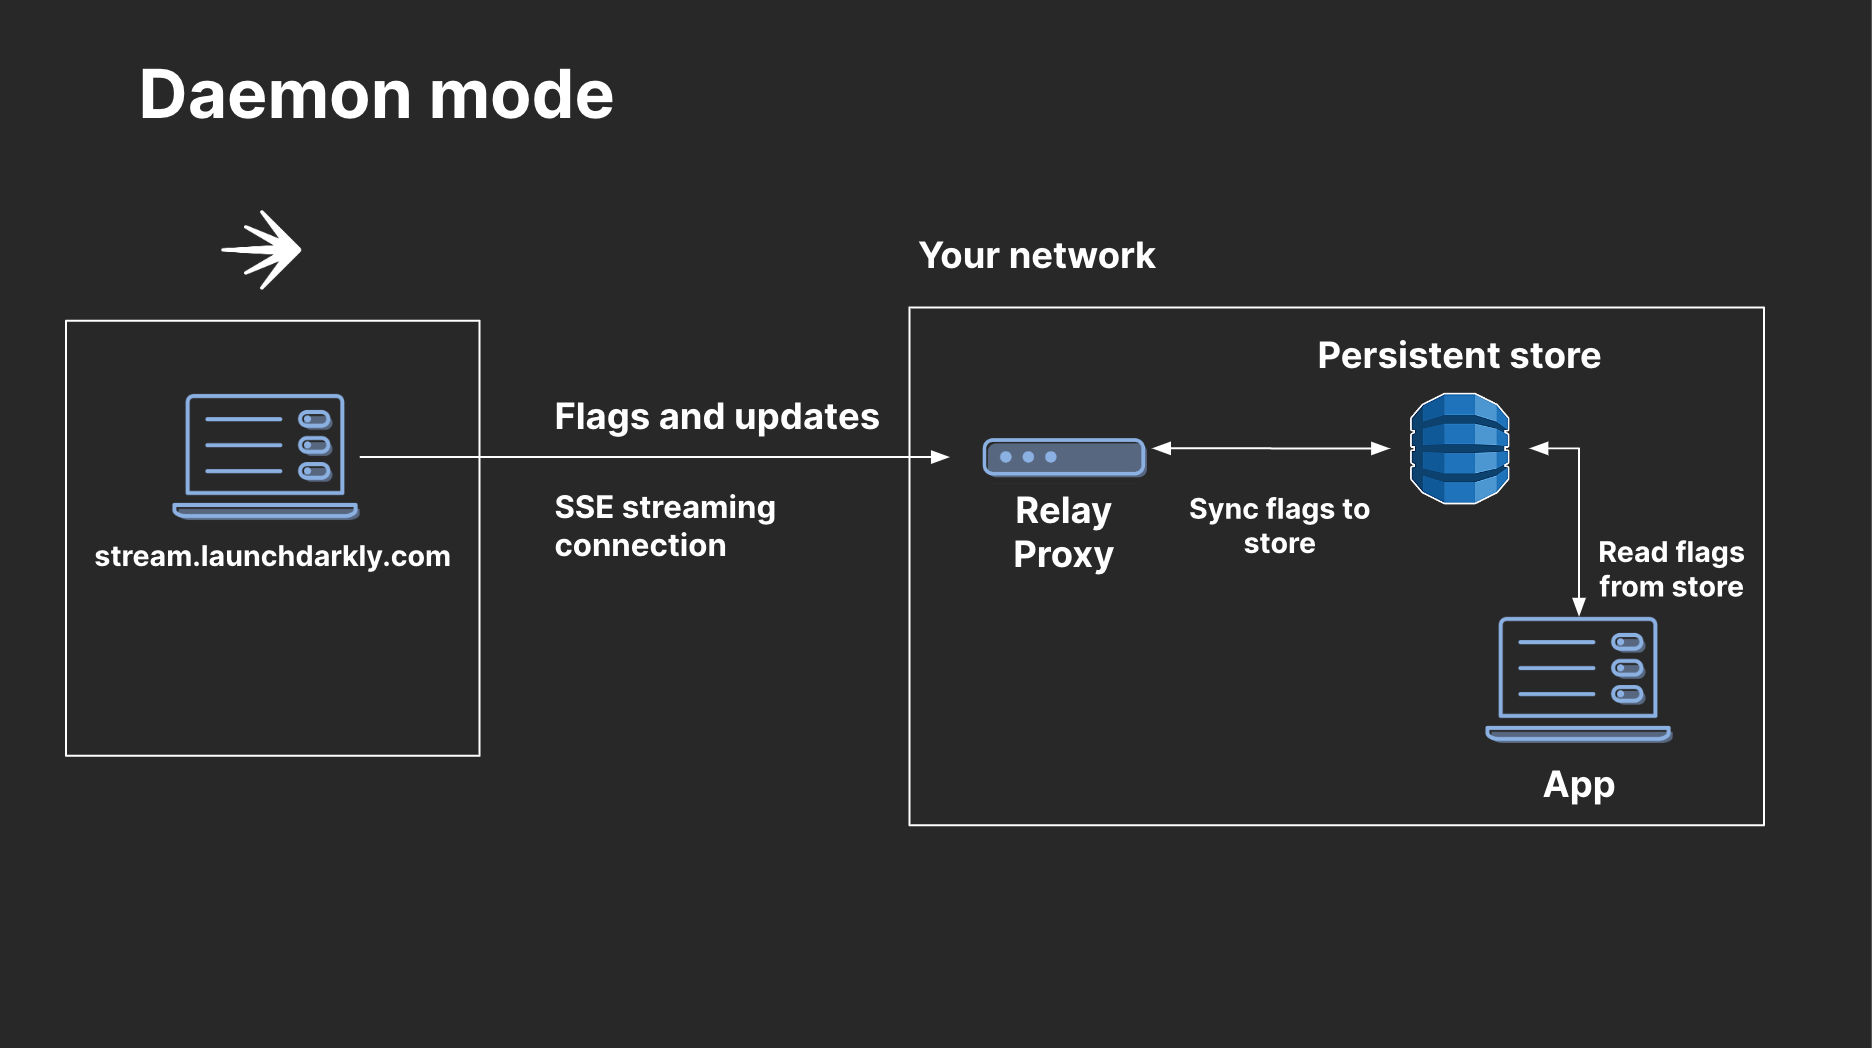 Daemon mode
Your network
Persistent store
Flags and updates
SSE streaming
connection
stream.launchdarkly.com
Relay
Proxy
Sync flags to
store
Read flags
from store
App